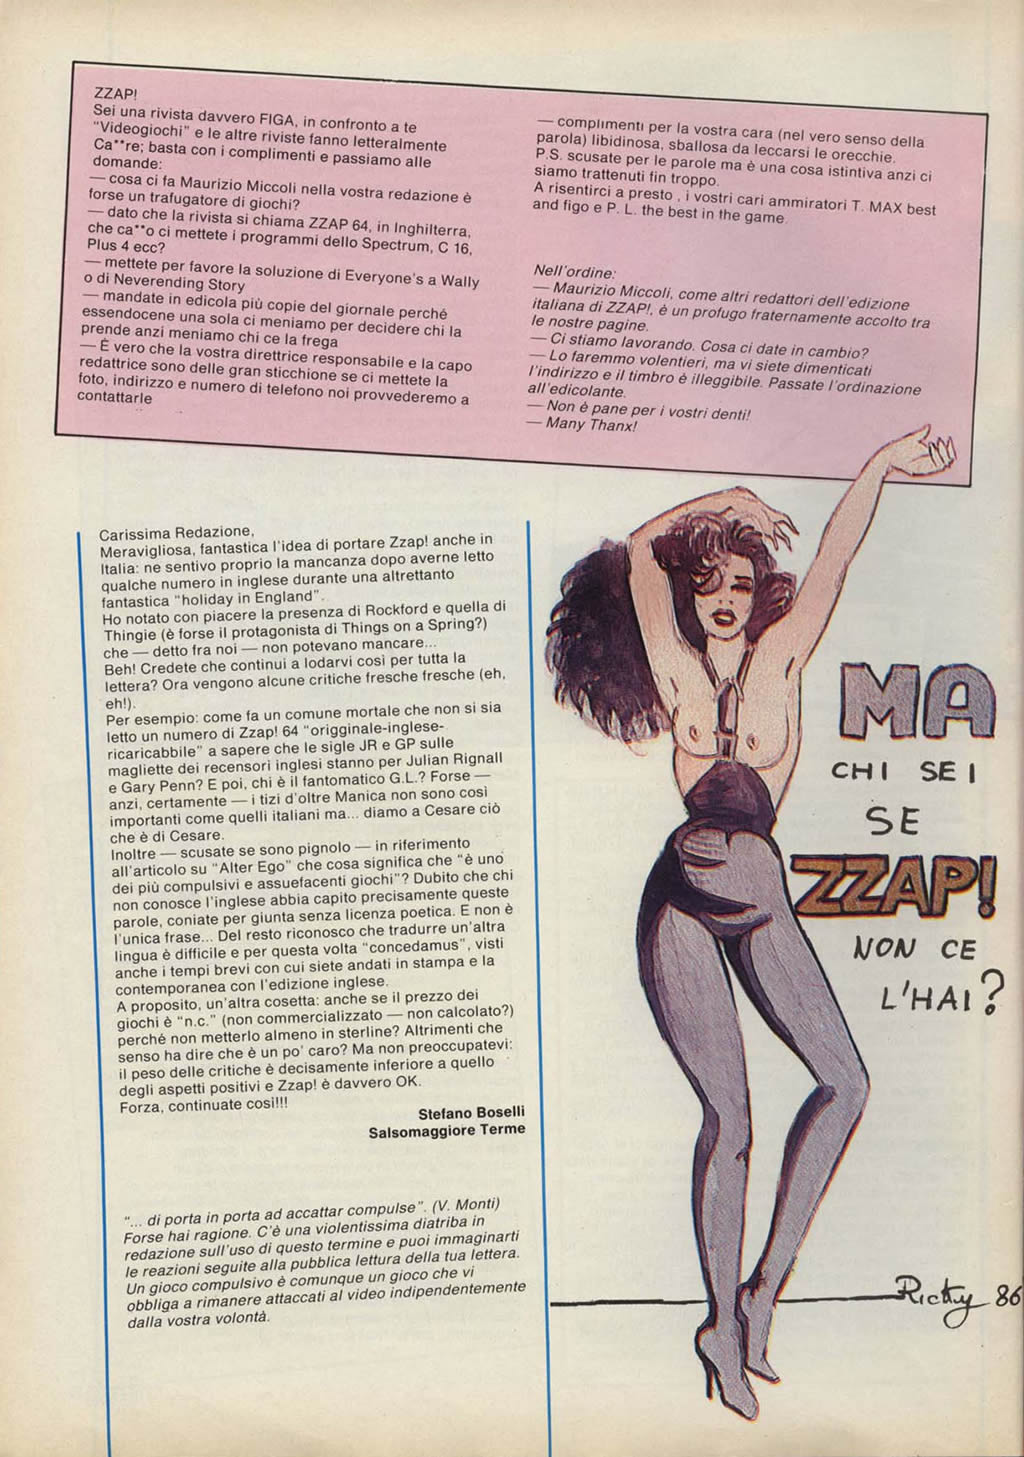 ZZAP!
Sei una rivista davvero FIGA, in confronto a te
"Videogiochi" e le altre riviste fanno letteralmente
Ca**re; basta con i complimenti e passiamo alle
domande:
— cosa ci fa Maurizio Miccoli nella vostra redazione è
forse un trafugatore di giochi?
— dato che la rivista si chiama ZZAP 64, in Inghilterra,
che ca**o ci mettete i programmi dello Spectrum, C 16,
Plus 4 ecc?
— mettete per favore la soluzione di Everyone's a Wally
o di Neverending Story
— mandate in edicola più copie del giornale perché
essendocene una sola ci meniamo per decidere chi la
prende anzi meniamo chi ce la frega
— È vero che la vostra direttrice responsabile e la capo
redattrice sono delle gran sticchione se ci mettete la
foto, indirizzo e numero di telefono noi provvederemo a
contattarle
— complimenti per la vostra cara (nel vero senso della
parola) libidinosa, sballosa da leccarsi le orecchie.
P.S. scusate per le parole ma è una cosa istintiva anzi ci
siamo trattenuti fin troppo.
A risentirci a presto , i vostri cari ammiratori T. MAX best
and figo e P. L. the best in the game.
Nell'ordine:
— Maurizio Miccoli, come altri redattori dell'edizione
italiana di ZZAP!, è un profugo fraternamente accolto tra
le nostre pagine.
— Ci stiamo lavorando. Cosa ci date in cambio?
— Lo faremmo volentieri, ma vi siete dimenticati
l'indirizzo e il timbro è illeggibile. Passate l'ordinazione
all'edicolante.
— Non è pane per i vostri denti!
— Many Thanx!
Carissima Redazione,
Meravigliosa, fantastica l'idea di portare Zzap! anche in
Italia: ne sentivo proprio la mancanza dopo averne letto
qualche numero in inglese durante una altrettanto
fantastica "holiday in England".
Ho notato con piacere la presenza di Rockford e quella di
Thingie (è forse il protagonista di Things on a Spring?)
che — detto fra noi — non potevano mancare...
Beh! Credete che continui a lodarvi così per tutta la
lettera? Ora vengono alcune critiche fresche fresche (eh,
eh!).
Per esempio: come fa un comune mortale che non si sia
letto un numero di Zzap! 64 "origginale-inglese-
ricaricabbile" a sapere che le sigle JR e GP sulle
magliette dei recensori inglesi stanno per Julian Rignall
e Gary Penn? E poi, chi è il fantomatico G.L.? Forse —
anzi, certamente — i tizi d'oltre Manica non sono così
importanti come quelli italiani ma... diamo a Cesare ciò
che è di Cesare.
Inoltre — scusate se sono pignolo — in riferimento
all'articolo su "Alter Ego" che cosa significa che "è uno
dei più compulsivi e assuefacenti giochi"? Dubito che chi
non conosce l'inglese abbia capito precisamente queste
parole, coniate per giunta senza licenza poetica. E non è
l'unica frase... Del resto riconosco che tradurre un'altra
lingua è difficile e per questa volta "concedamus", visti
anche i tempi brevi con cui siete andati in stampa e la
contemporanea con l'edizione inglese.
A proposito, un'altra cosetta: anche se il prezzo dei
giochi è "n.c." (non commercializzato — non calcolato?)
perché non metterlo almeno in sterline? Altrimenti che
senso ha dire che è un po' caro? Ma non preoccupatevi:
il peso delle critiche è decisamente inferiore a quello
degli aspetti positivi e Zzap! è davvero OK.
Forza, continuate così!!!
Stefano Boselli
Salsomaggiore Terme
"... di porta in porta ad accattar compulse". (V. Monti)
Forse hai ragione. C'è una violentissima diatriba in
redazione sull'uso di questo termine e puoi immaginarti
le reazioni seguite alla pubblica lettura della tua lettera.
Un gioco compulsivo è comunque un gioco che vi
obbliga a rimanere attaccati al video indipendentemente
dalla vostra volontà.
MA
CHI SEI
SE
ZZAP!
NON CE
L'HAI?
Richy 86